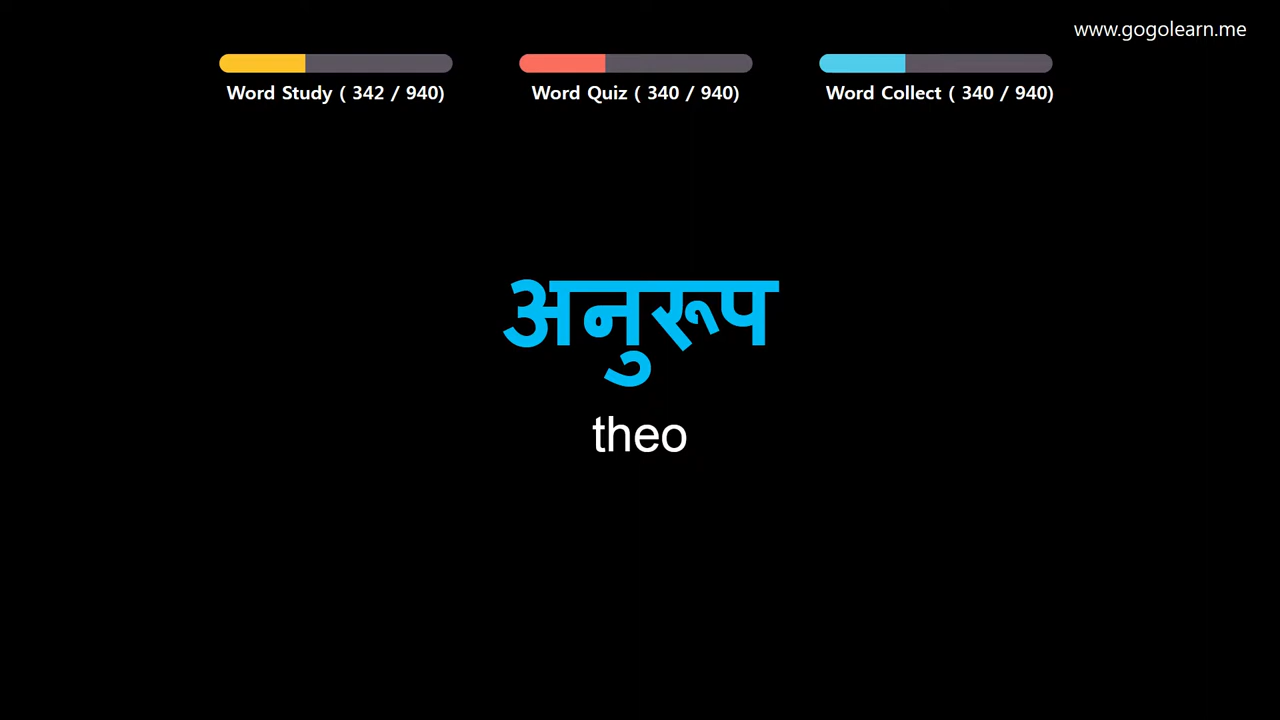 www.gogolearn.me
Word Study ( 342 / 940)
Word Quiz ( 340 / 940)
Word Collect ( 340 / 940)
अनुरूप
theo